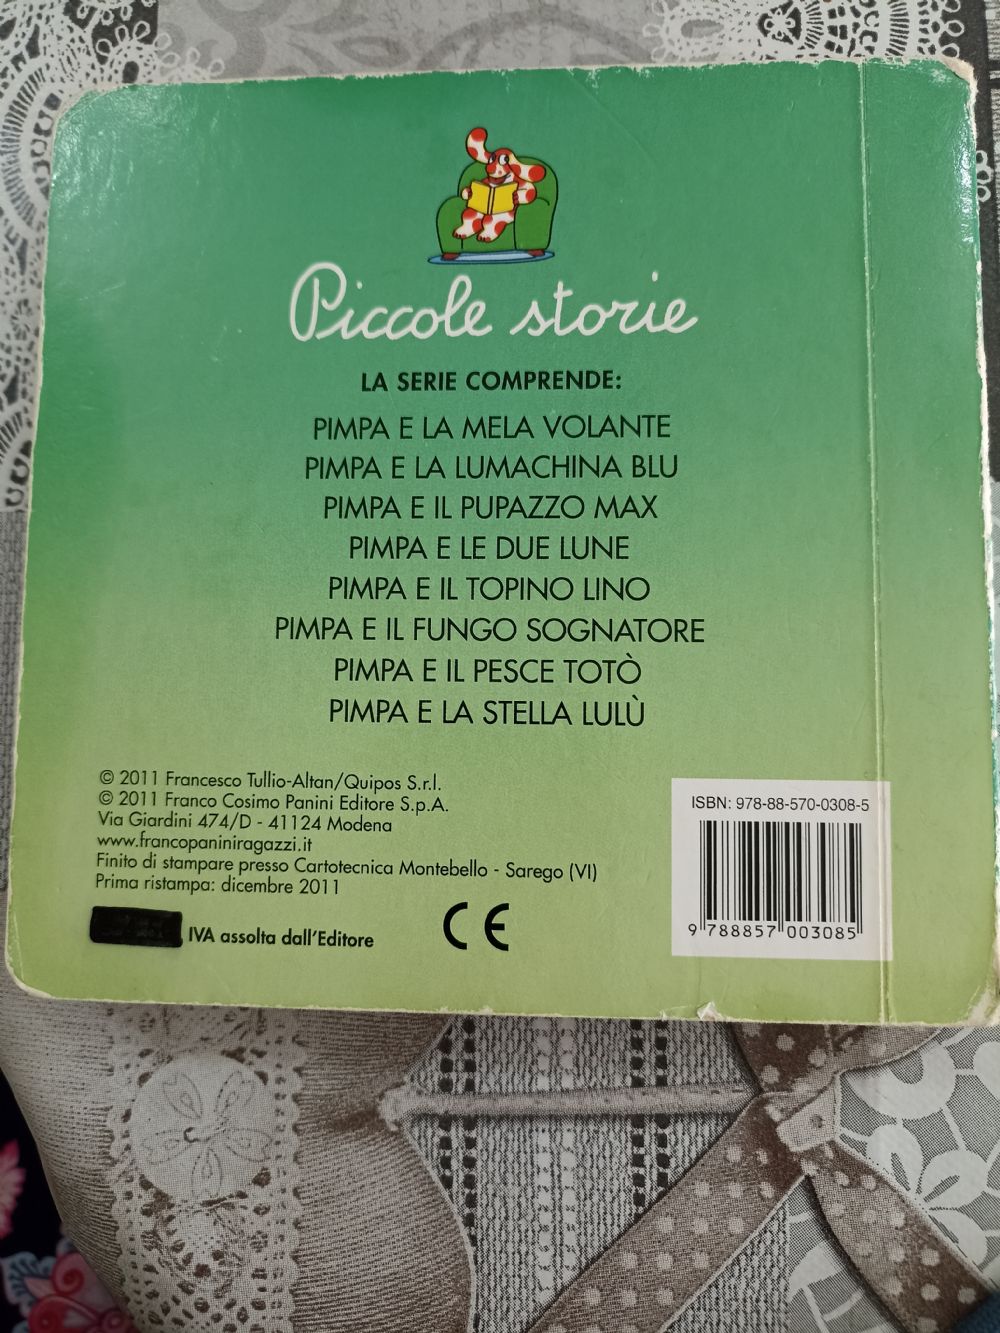 Piccole storie
LA SERIE COMPRENDE:
PIMPA E LA MELA VOLANTE
PIMPA E LA LUMACHINA BLU
PIMPA E IL PUPAZZO MAX
PIMPA E LE DUE LUNE
PIMPA E IL TOPINO LINO
PIMPA E IL FUNGO SOGNATORE
PIMPA E IL PESCE TOTÒ
PIMPA E LA STELLA LULÙ
© 2011 Francesco Tullio-Altan/Quipos S.r.l.
© 2011 Franco Cosimo Panini Editore S.p.A.
Via Giardini 474/D - 41124 Modena
www.francopaniniragazzi.it
Finito di stampare presso Cartotecnica Montebello - Sarego (VI)
Prima ristampa: dicembre 2011
IVA assolta dall'Editore
CE
ISBN: 978-88-570-0308-5
9 788857 003085